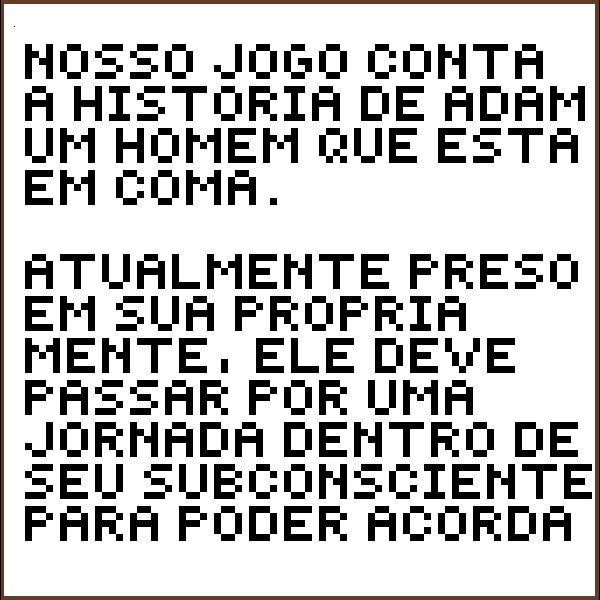 NOSSO JOGO CONTA
A HISTORIA DE ADAM
UM HOMEM QUE ESTA
EM COMA.
ATUALMENTE PRESO
EM SUA PROPRIA
MENTE, ELE DEVE
PASSAR POR UMA
JORNADA DENTRO DE
SEU SUBCONSCIENTE
PARA PODER ACORDA